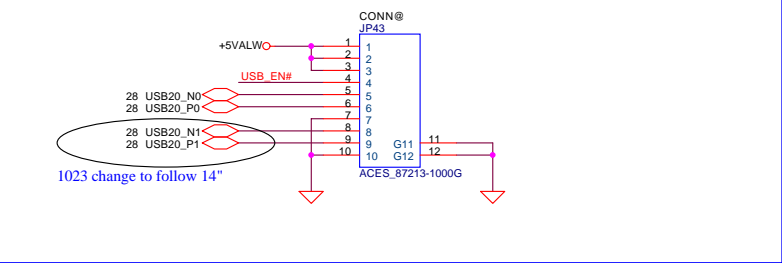 CONN@
JP43
+5VALW 1 1
2 2
3 3
USB_EN# 4 4
28 USB20_N0 5 5
28 USB20_P0 6 6
7 7
28 USB20_N1 8 8
28 USB20_P1 9 9 G11 11
10 10 G12 12
ACES_87213-1000G
1023 change to follow 14"